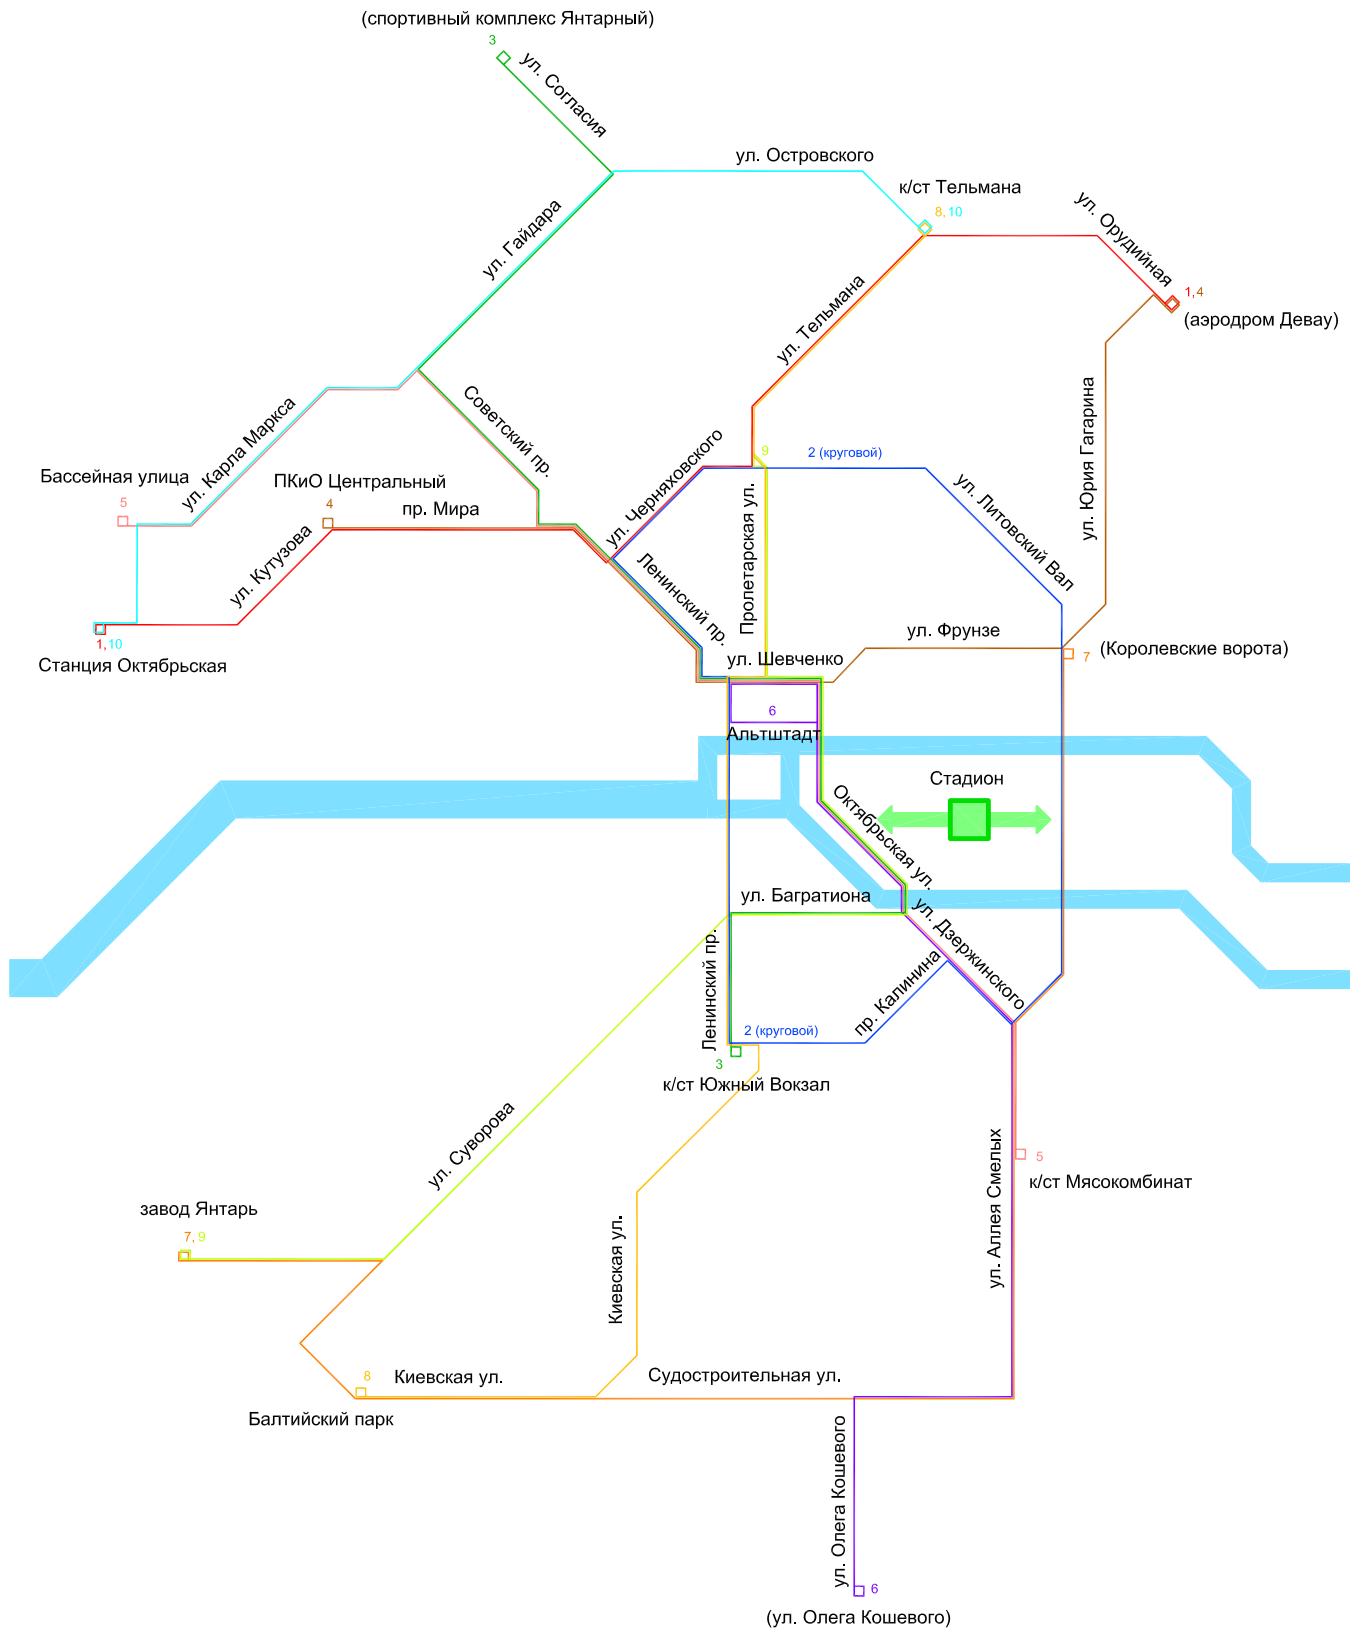 (спортивный комплекс Янтарный)
3
ул. Согласия
ул. Островского
к/ст Тельмана
8, 10
ул. Орудийная
1, 4
(аэродром Девау)
ул. Гайдара
ул. Тельмана
ул. Юрия Гагарина
Советский пр.
ул. Карла Маркса
ул. Черняховского
9
2 (круговой)
ул. Литовский Вал
Бассейная улица
5
ПКиО Центральный
4
пр. Мира
ул. Кутузова
Ленинский пр.
Пролетарская ул.
ул. Фрунзе
1, 10
Станция Октябрьская
(Королевские ворота)
7
ул. Шевченко
6
Альтштадт
Стадион
Октябрьская ул.
ул. Багратиона
ул. Дзержинского
Ленинский пр.
пр. Калинина
2 (круговой)
3
к/ст Южный Вокзал
ул. Суворова
ул. Аллея Смелых
5
к/ст Мясокомбинат
завод Янтарь
7, 9
Киевская ул.
8
Киевская ул.
Судостроительная ул.
Балтийский парк
ул. Олега Кошевого
6
(ул. Олега Кошевого)